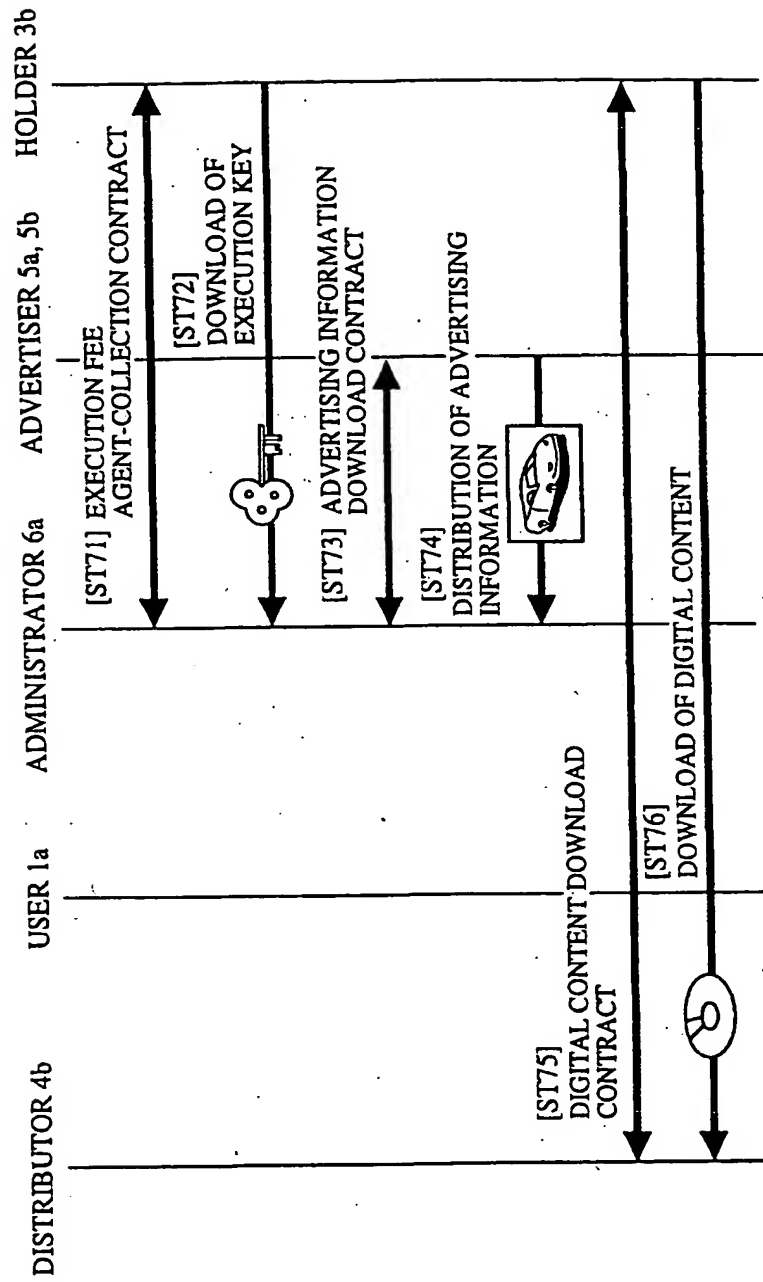 DISTRIBUTOR 4b
USER 1a
ADMINISTRATOR 6a
ADVERTISER 5a, 5b
HOLDER 3b
[ST71] EXECUTION FEE
AGENT-COLLECTION CONTRACT
[ST72]
DOWNLOAD OF
EXECUTION KEY
[ST73] ADVERTISING INFORMATION
DOWNLOAD CONTRACT
[ST74]
DISTRIBUTION OF ADVERTISING
INFORMATION
[ST75]
DIGITAL CONTENT DOWNLOAD
CONTRACT
[ST76]
DOWNLOAD OF DIGITAL CONTENT